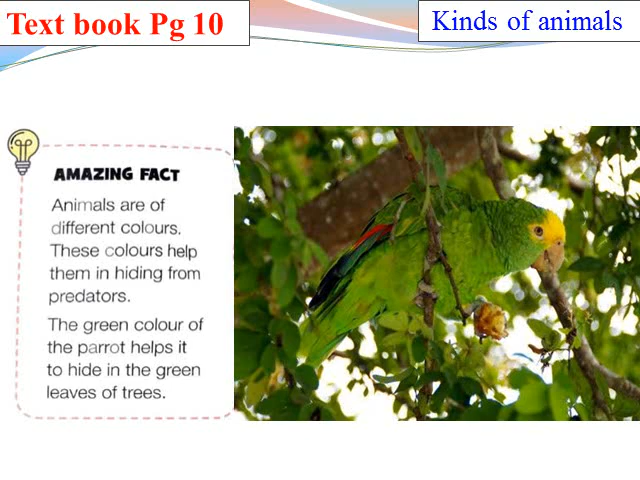 Text book Pg 10
Kinds of animals
AMAZING FACT
Animals are of
different colours.
These colours help
them in hiding from
predators.
The green colour of
the parrot helps it
to hide in the green
leaves of trees.